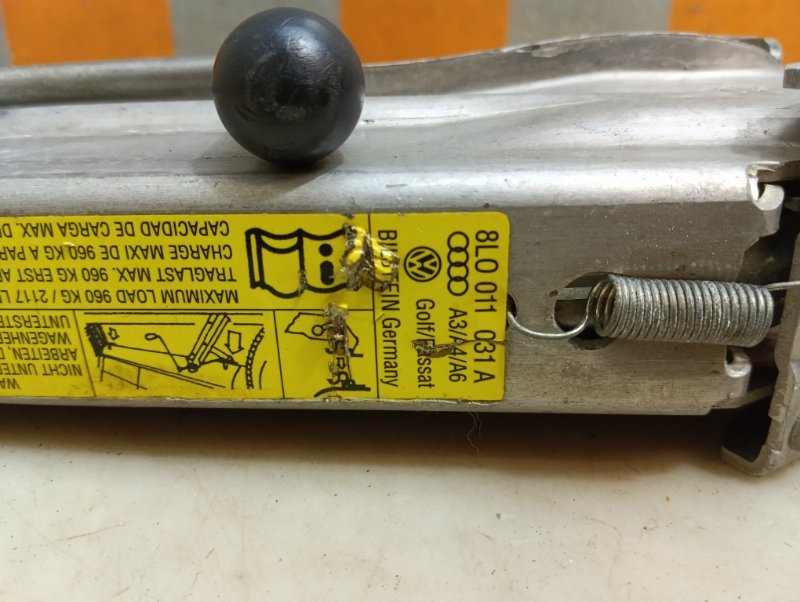 8L0 011 031 A
A3/A4/A6
Golf/Passat
Germany
MAXIMUM LOAD 960 KG / 2117 L
TRAGLAST MAX. 960 KG ERST
CHARGE MAXI DE 960 KG A PAR
CAPACIDAD DE CARGA MAX.
NICHT
ARBEITEN,
WAGENHE
UNTERST